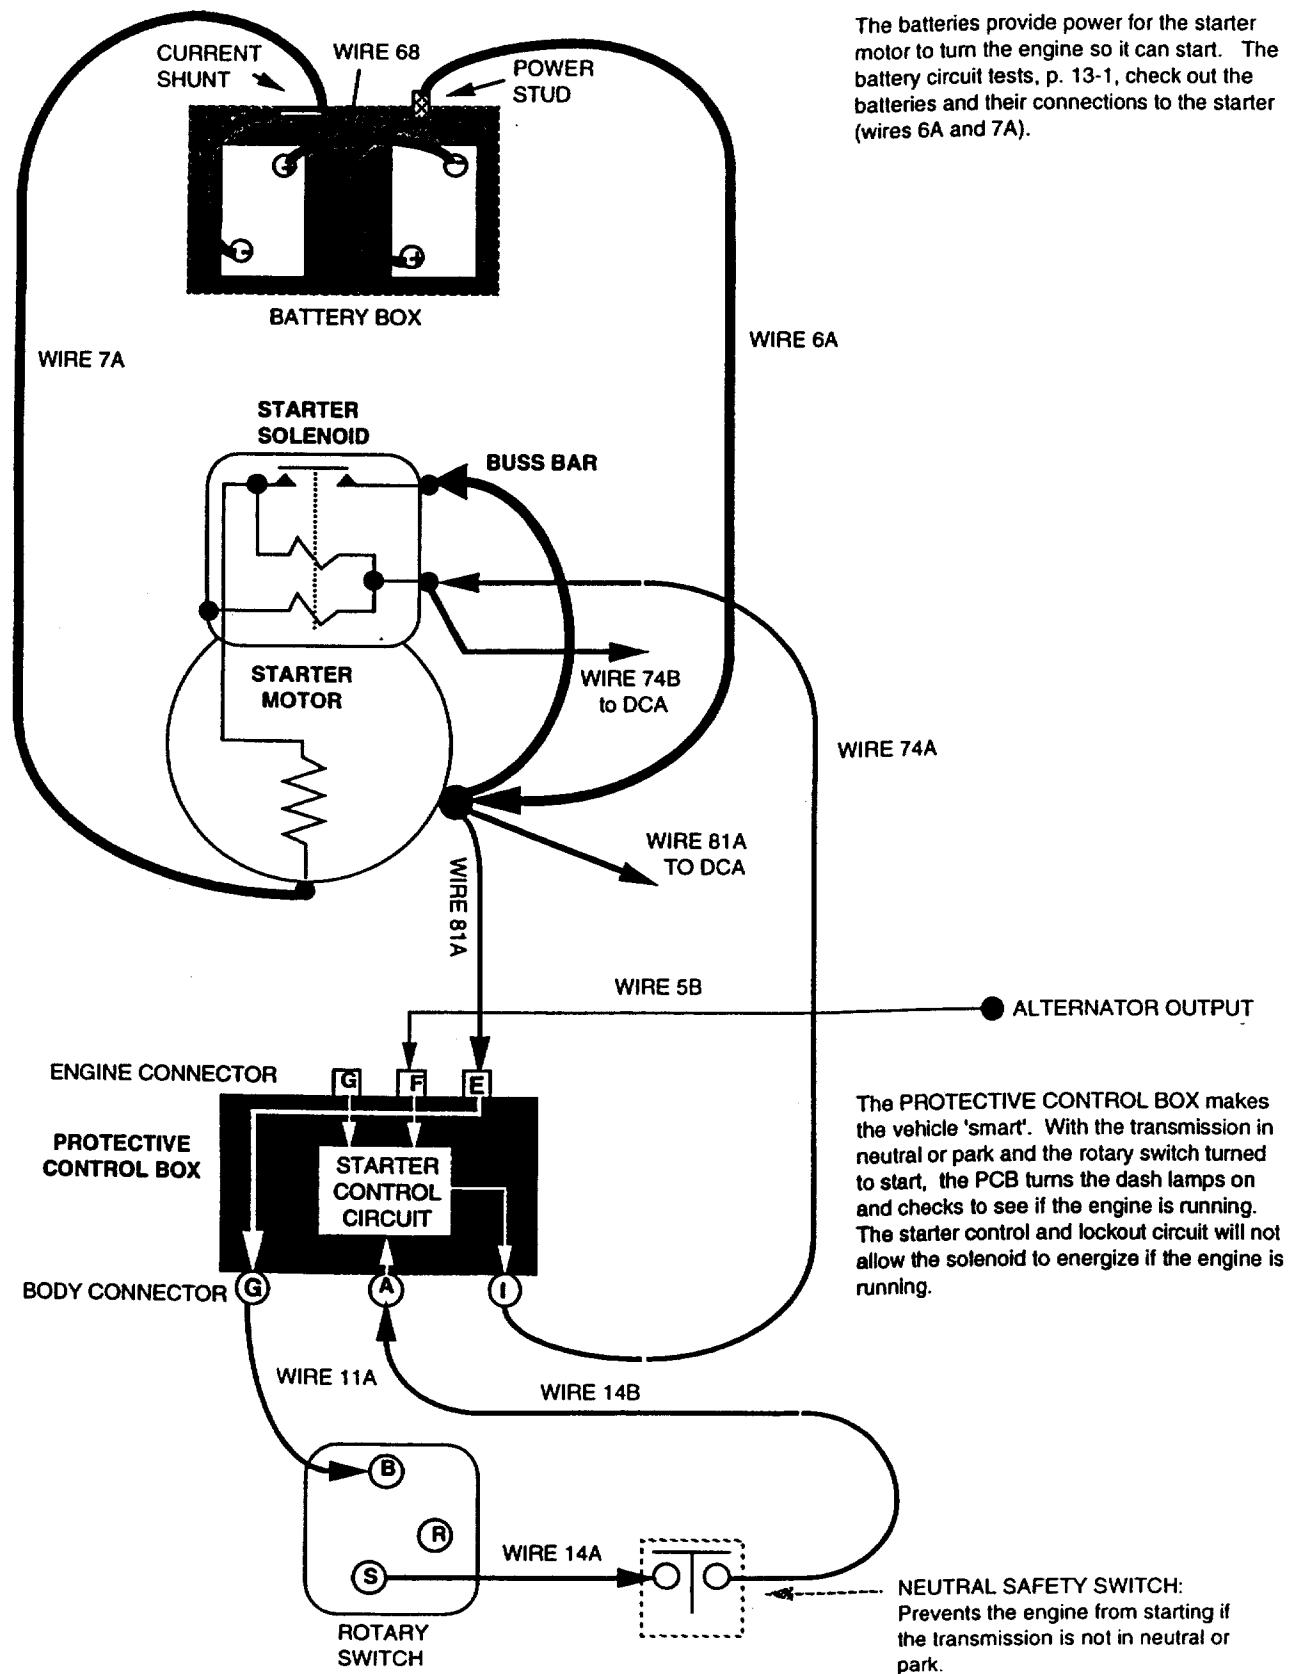 The batteries provide power for the starter
motor to turn the engine so it can start. The
battery circuit tests, p. 13-1, check out the
batteries and their connections to the starter
(wires 6A and 7A).
CURRENT
SHUNT
WIRE 68
POWER
STUD
+
-
-
+
BATTERY BOX
WIRE 7A
WIRE 6A
STARTER
SOLENOID
BUSS BAR
STARTER
MOTOR
WIRE 74B
to DCA
WIRE 74A
WIRE 81A
TO DCA
WIRE 81A
WIRE 5B
ALTERNATOR OUTPUT
ENGINE CONNECTOR
G
F
E
PROTECTIVE
CONTROL BOX
STARTER
CONTROL
CIRCUIT
The PROTECTIVE CONTROL BOX makes
the vehicle 'smart'. With the transmission in
neutral or park and the rotary switch turned
to start, the PCB turns the dash lamps on
and checks to see if the engine is running.
The starter control and lockout circuit will not
allow the solenoid to energize if the engine is
running.
BODY CONNECTOR
G
A
I
WIRE 11A
WIRE 14B
B
R
S
WIRE 14A
ROTARY
SWITCH
NEUTRAL SAFETY SWITCH:
Prevents the engine from starting if
the transmission is not in neutral or
park.